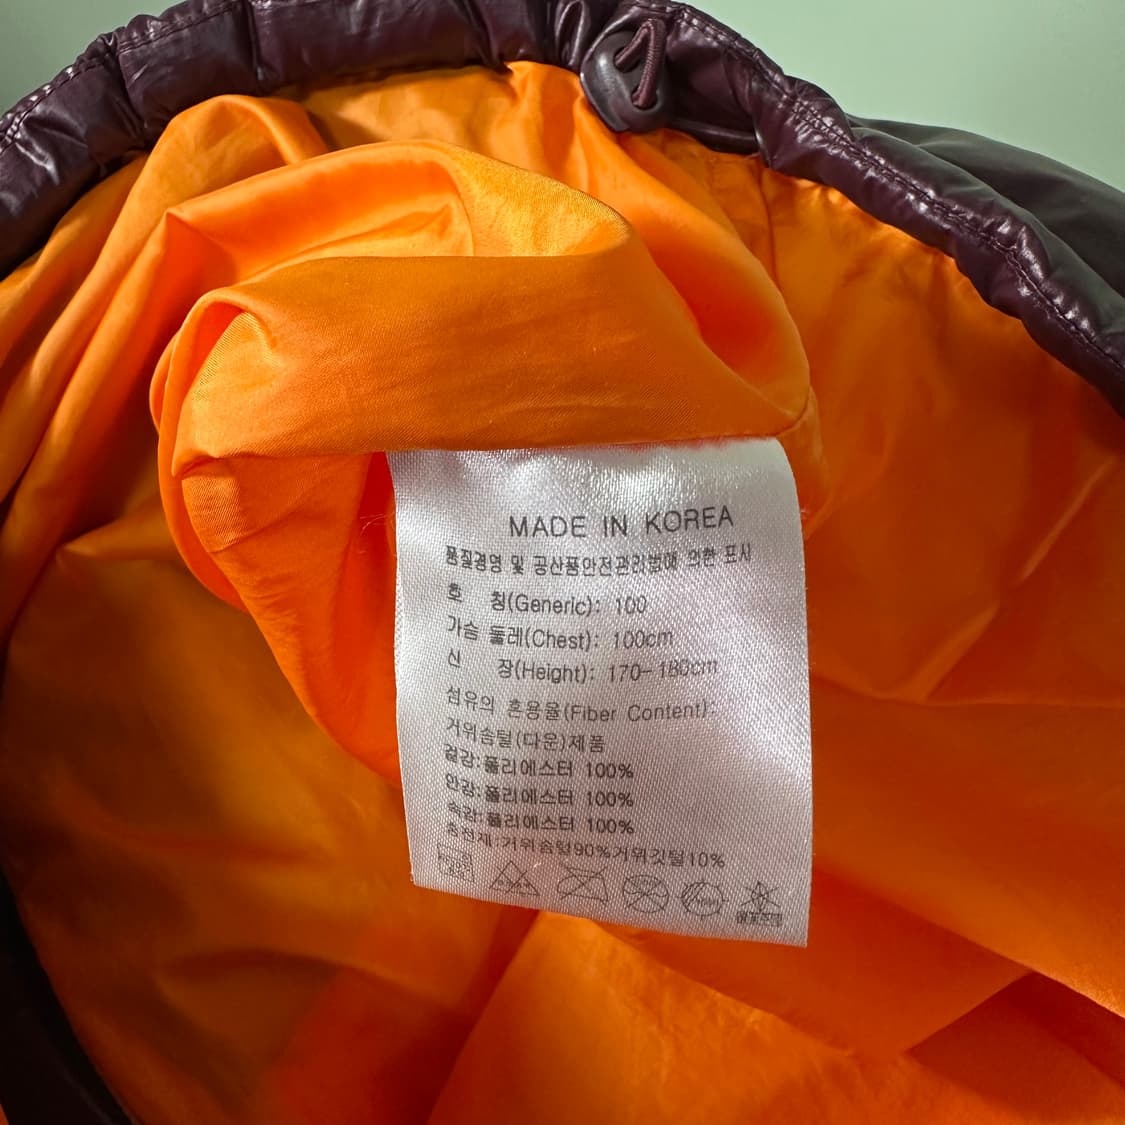 MADE IN KOREA
품질경영 및 공산품안전관리법에 의한 표시
호 칭(Generic): 100
가슴 둘레(Chest): 100cm
신 장(Height): 170-180cm
섬유의 혼용율(Fiber Content):
거위솜털(다운)제품
겉감:폴리에스터 100%
안감:폴리에스터 100%
속감:폴리에스터 100%
충전재:거위솜털90%거위깃털10%